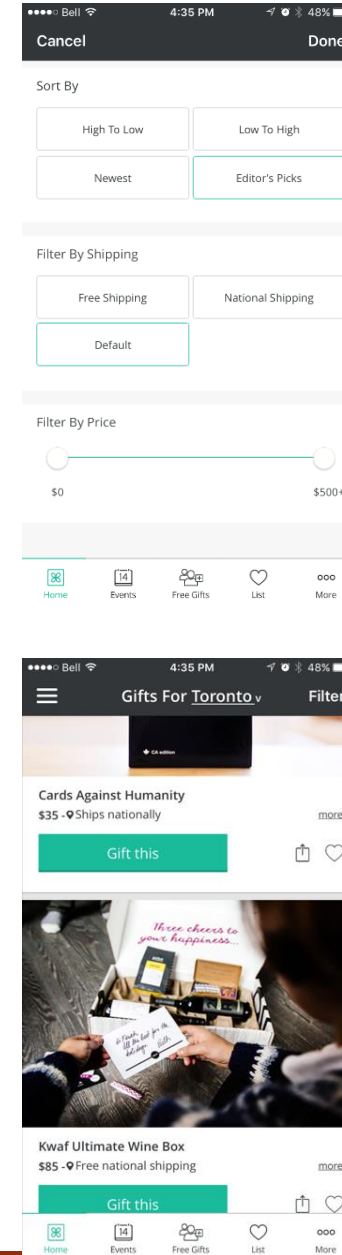 Bell 4:35 PM 48%
Cancel Done
Sort By
High To Low Low To High
Newest Editor's Picks
Filter By Shipping
Free Shipping National Shipping
Default
Filter By Price
$0 $500+
14
Home Events Free Gifts List More
Bell 4:35 PM 48%
Gifts For Toronto v Filter
CA edition
Cards Against Humanity
$35 - Ships nationally more
Gift this
Three cheers to
your happiness...
Kwaf Ultimate Wine Box
$85 - Free national shipping more
Gift this
14
Home Events Free Gifts List More